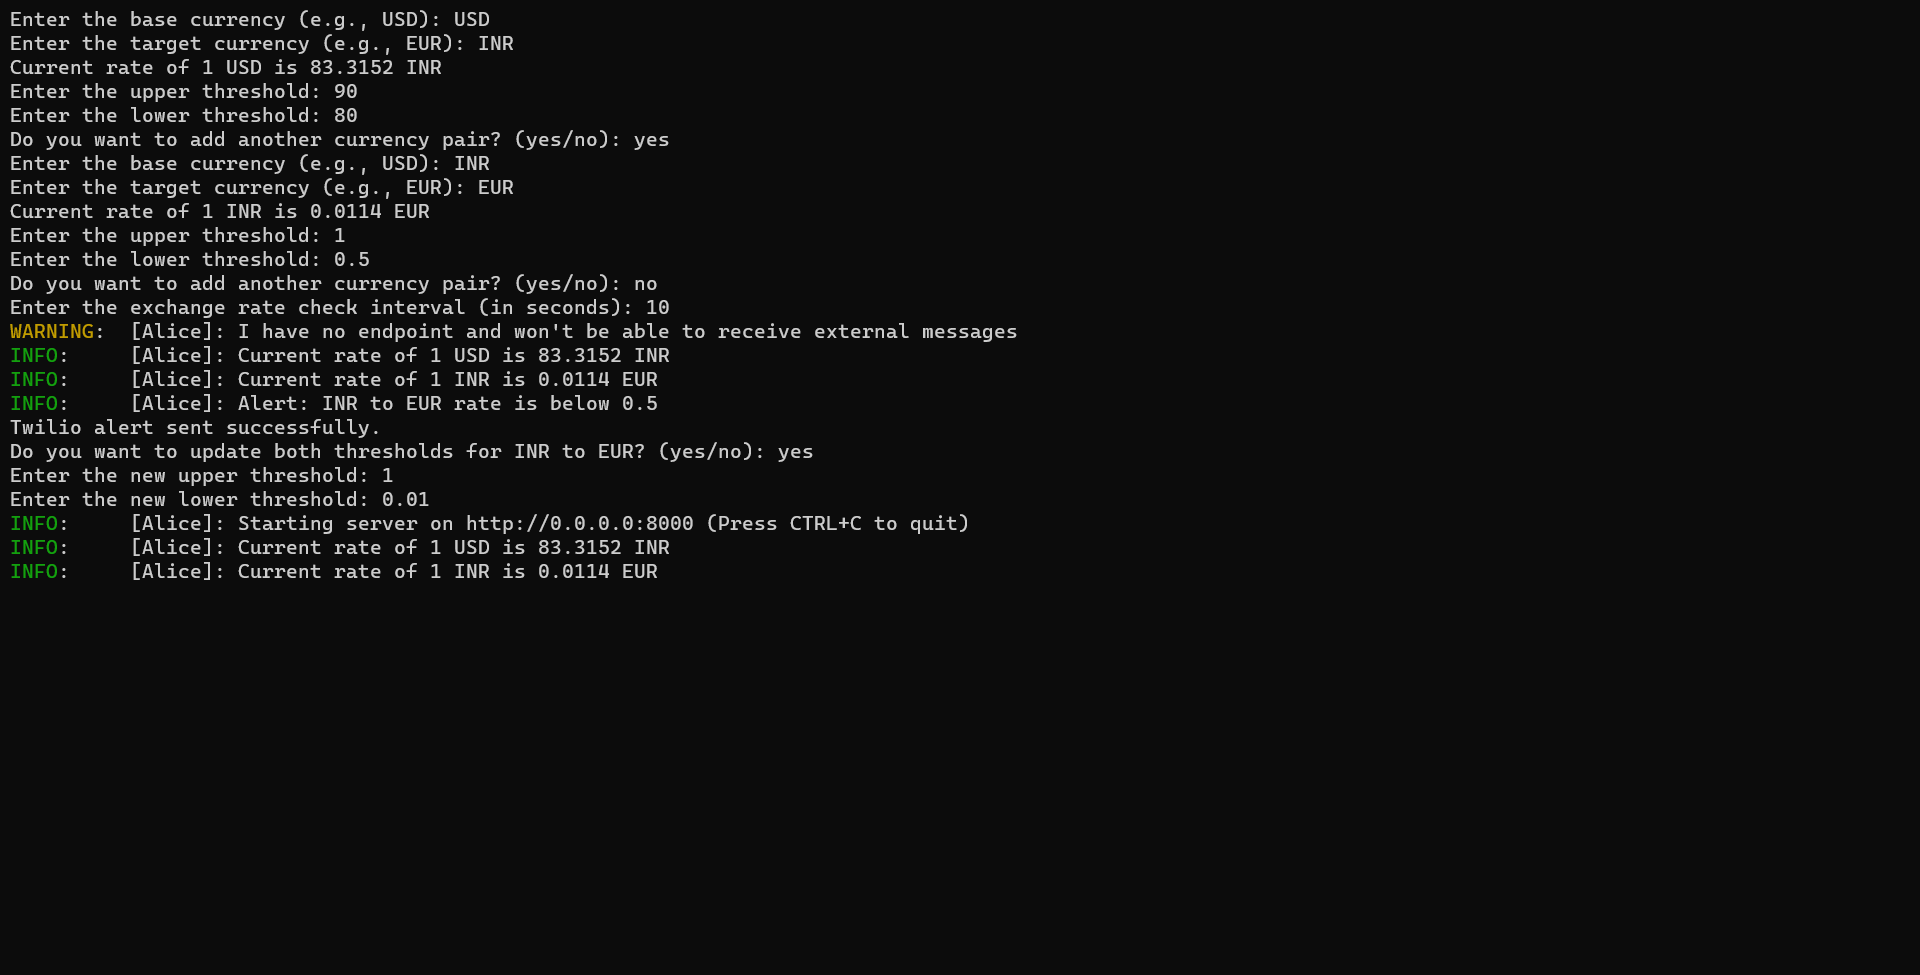 Enter the base currency (e.g., USD): USD
Enter the target currency (e.g., EUR): INR
Current rate of 1 USD is 83.3152 INR
Enter the upper threshold: 90
Enter the lower threshold: 80
Do you want to add another currency pair? (yes/no): yes
Enter the base currency (e.g., USD): INR
Enter the target currency (e.g., EUR): EUR
Current rate of 1 INR is 0.0114 EUR
Enter the upper threshold: 1
Enter the lower threshold: 0.5
Do you want to add another currency pair? (yes/no): no
Enter the exchange rate check interval (in seconds): 10
WARNING:  [Alice]: I have no endpoint and won't be able to receive external messages
INFO:     [Alice]: Current rate of 1 USD is 83.3152 INR
INFO:     [Alice]: Current rate of 1 INR is 0.0114 EUR
INFO:     [Alice]: Alert: INR to EUR rate is below 0.5
Twilio alert sent successfully.
Do you want to update both thresholds for INR to EUR? (yes/no): yes
Enter the new upper threshold: 1
Enter the new lower threshold: 0.01
INFO:     [Alice]: Starting server on http://0.0.0.0:8000 (Press CTRL+C to quit)
INFO:     [Alice]: Current rate of 1 USD is 83.3152 INR
INFO:     [Alice]: Current rate of 1 INR is 0.0114 EUR